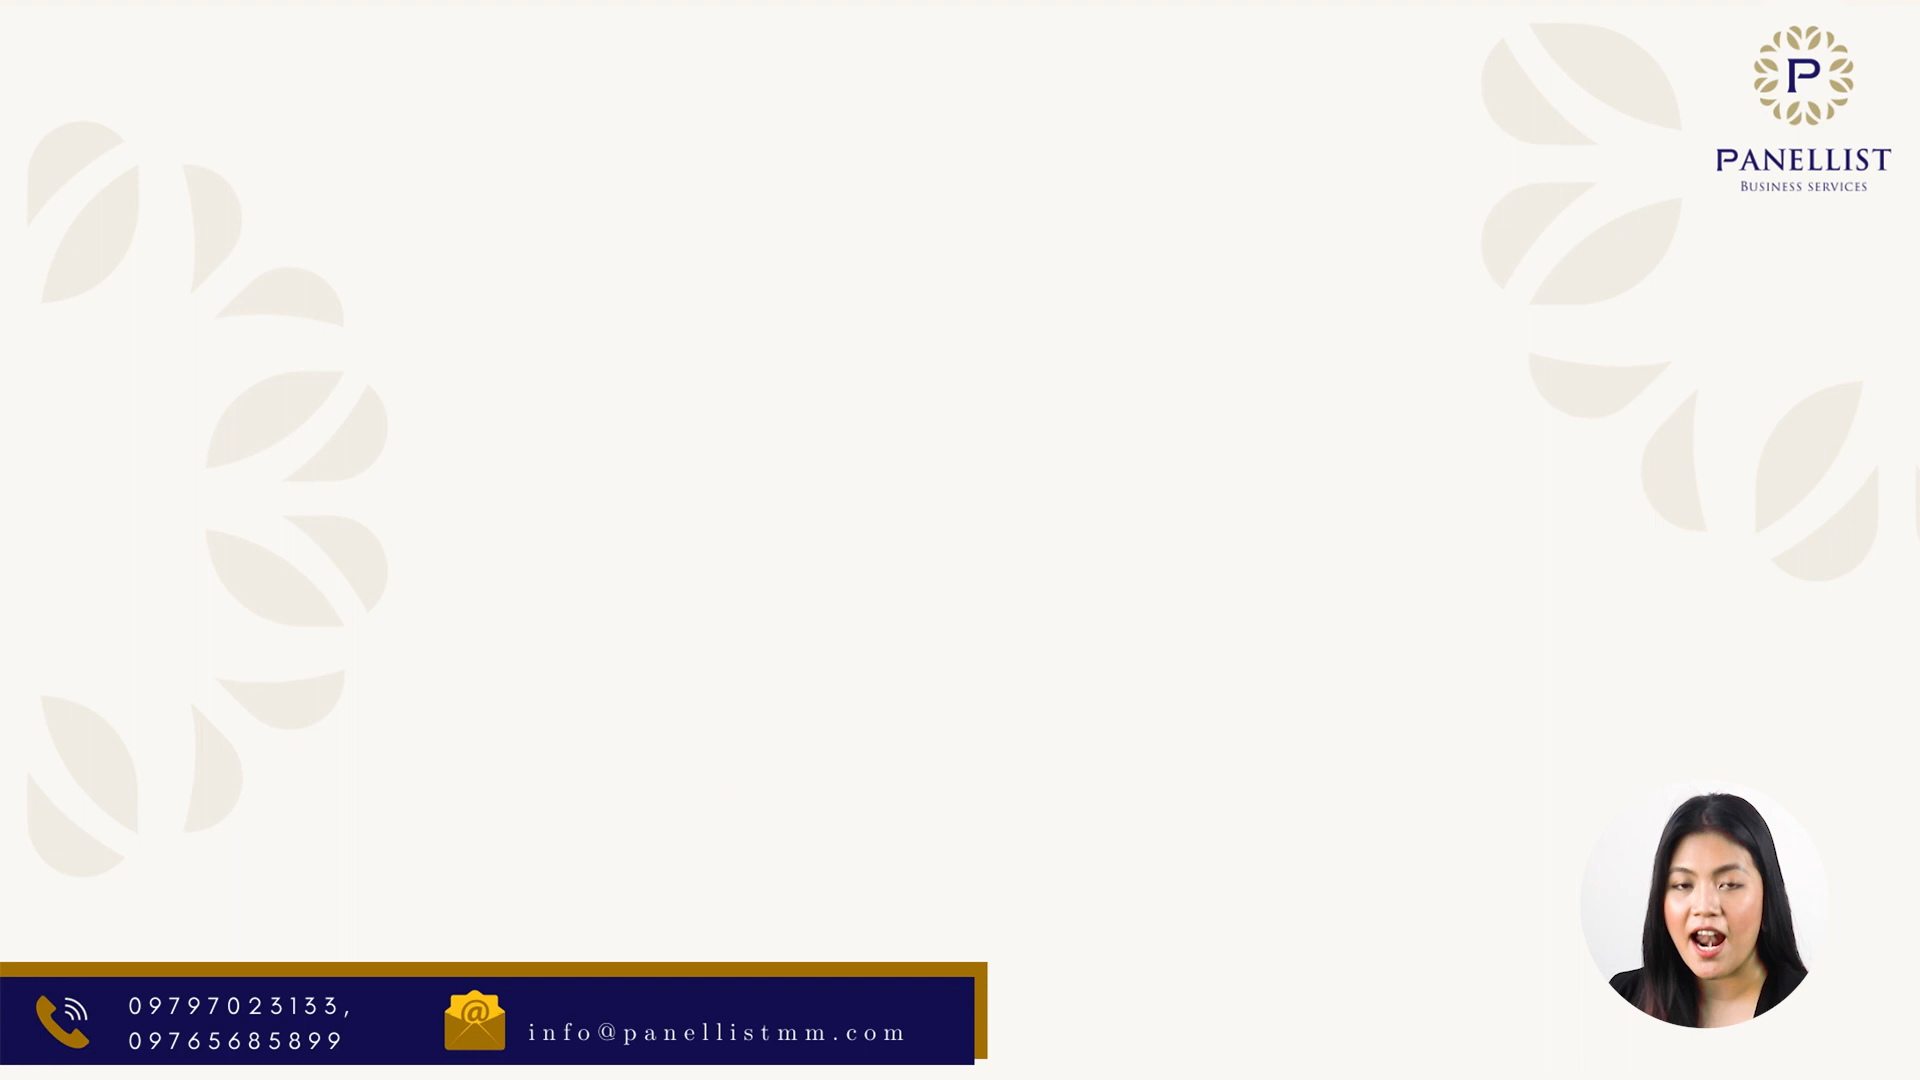 P
PANELLIST
BUSINESS SERVICES
09797023133,
09765685899
info@panellistmm.com